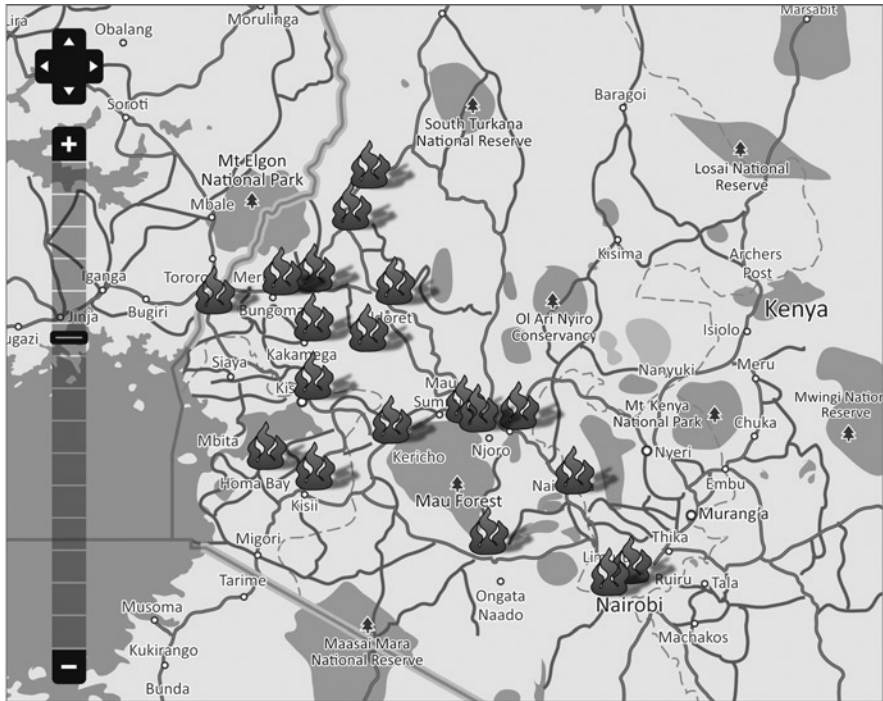 Lira
Obalang
Morulinga
Marsabit
Soroti
Baragoi
South Turkana
National Reserve
Mt Elgon
National Park
Losai National
Reserve
Mbale
Kisima
Archers
Post
Iganga
Tororo
Kenya
Jinja
Bugiri
Bungoma
Ol Ari Nyiro
Conservancy
Isiolo
Kakamega
Siaya
Nanyuki
Meru
Mau
Mt Kenya
National Park
Mwingi Nation
Reserve
Chuka
Mbita
Kericho
Njoro
Nyeri
Homa Bay
Embu
Kisii
Mau Forest
Murang'a
Migori
Thika
Tarime
Ongata
Naado
Ruiru
Tala
Nairobi
Musoma
Machakos
Maasai Mara
National Reserve
Kukirango
Bunda